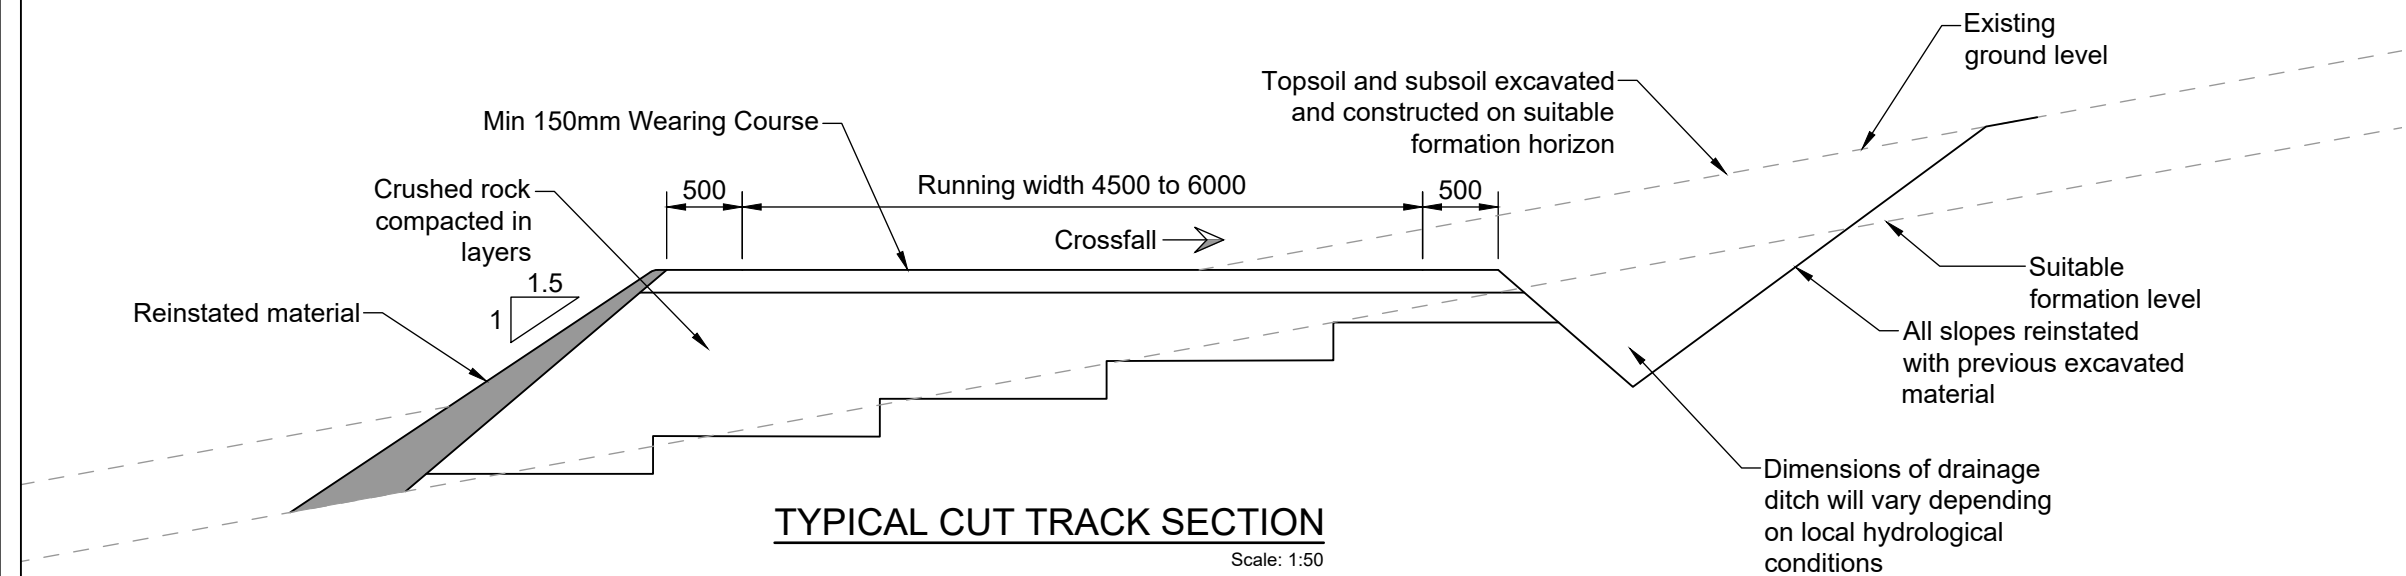 Existing
ground level
Topsoil and subsoil excavated
and constructed on suitable
formation horizon
Min 150mm Wearing Course
Crushed rock
compacted in
layers
500
Running width 4500 to 6000
500
Crossfall
1.5
1
Reinstated material
Suitable
formation level
All slopes reinstated
with previous excavated
material
Dimensions of drainage
ditch will vary depending
on local hydrological
conditions
TYPICAL CUT TRACK SECTION
Scale: 1:50